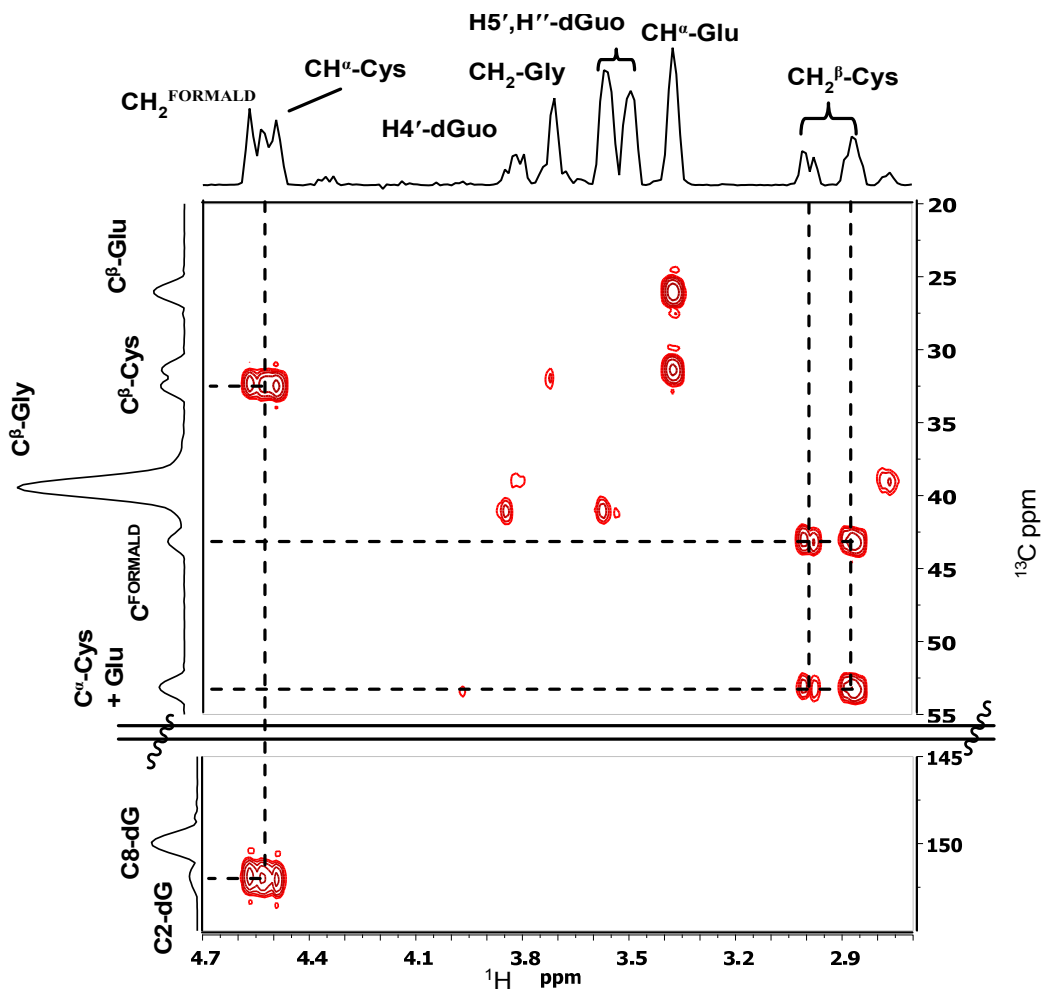 H5′,H′′-dGuo
CHα-Glu
CHα-Cys
CH2-Gly
CH2β-Cys
CH2FORMALD
H4′-dGuo
Cβ-Glu
Cβ-Cys
Cβ-Gly
CFORMALD
Cα-Cys
+ Glu
20
25
30
35
40
45
50
55
13C ppm
C8-dG
C2-dG
145
150
4.7
4.4
4.1
3.8
3.5
3.2
2.9
1H ppm